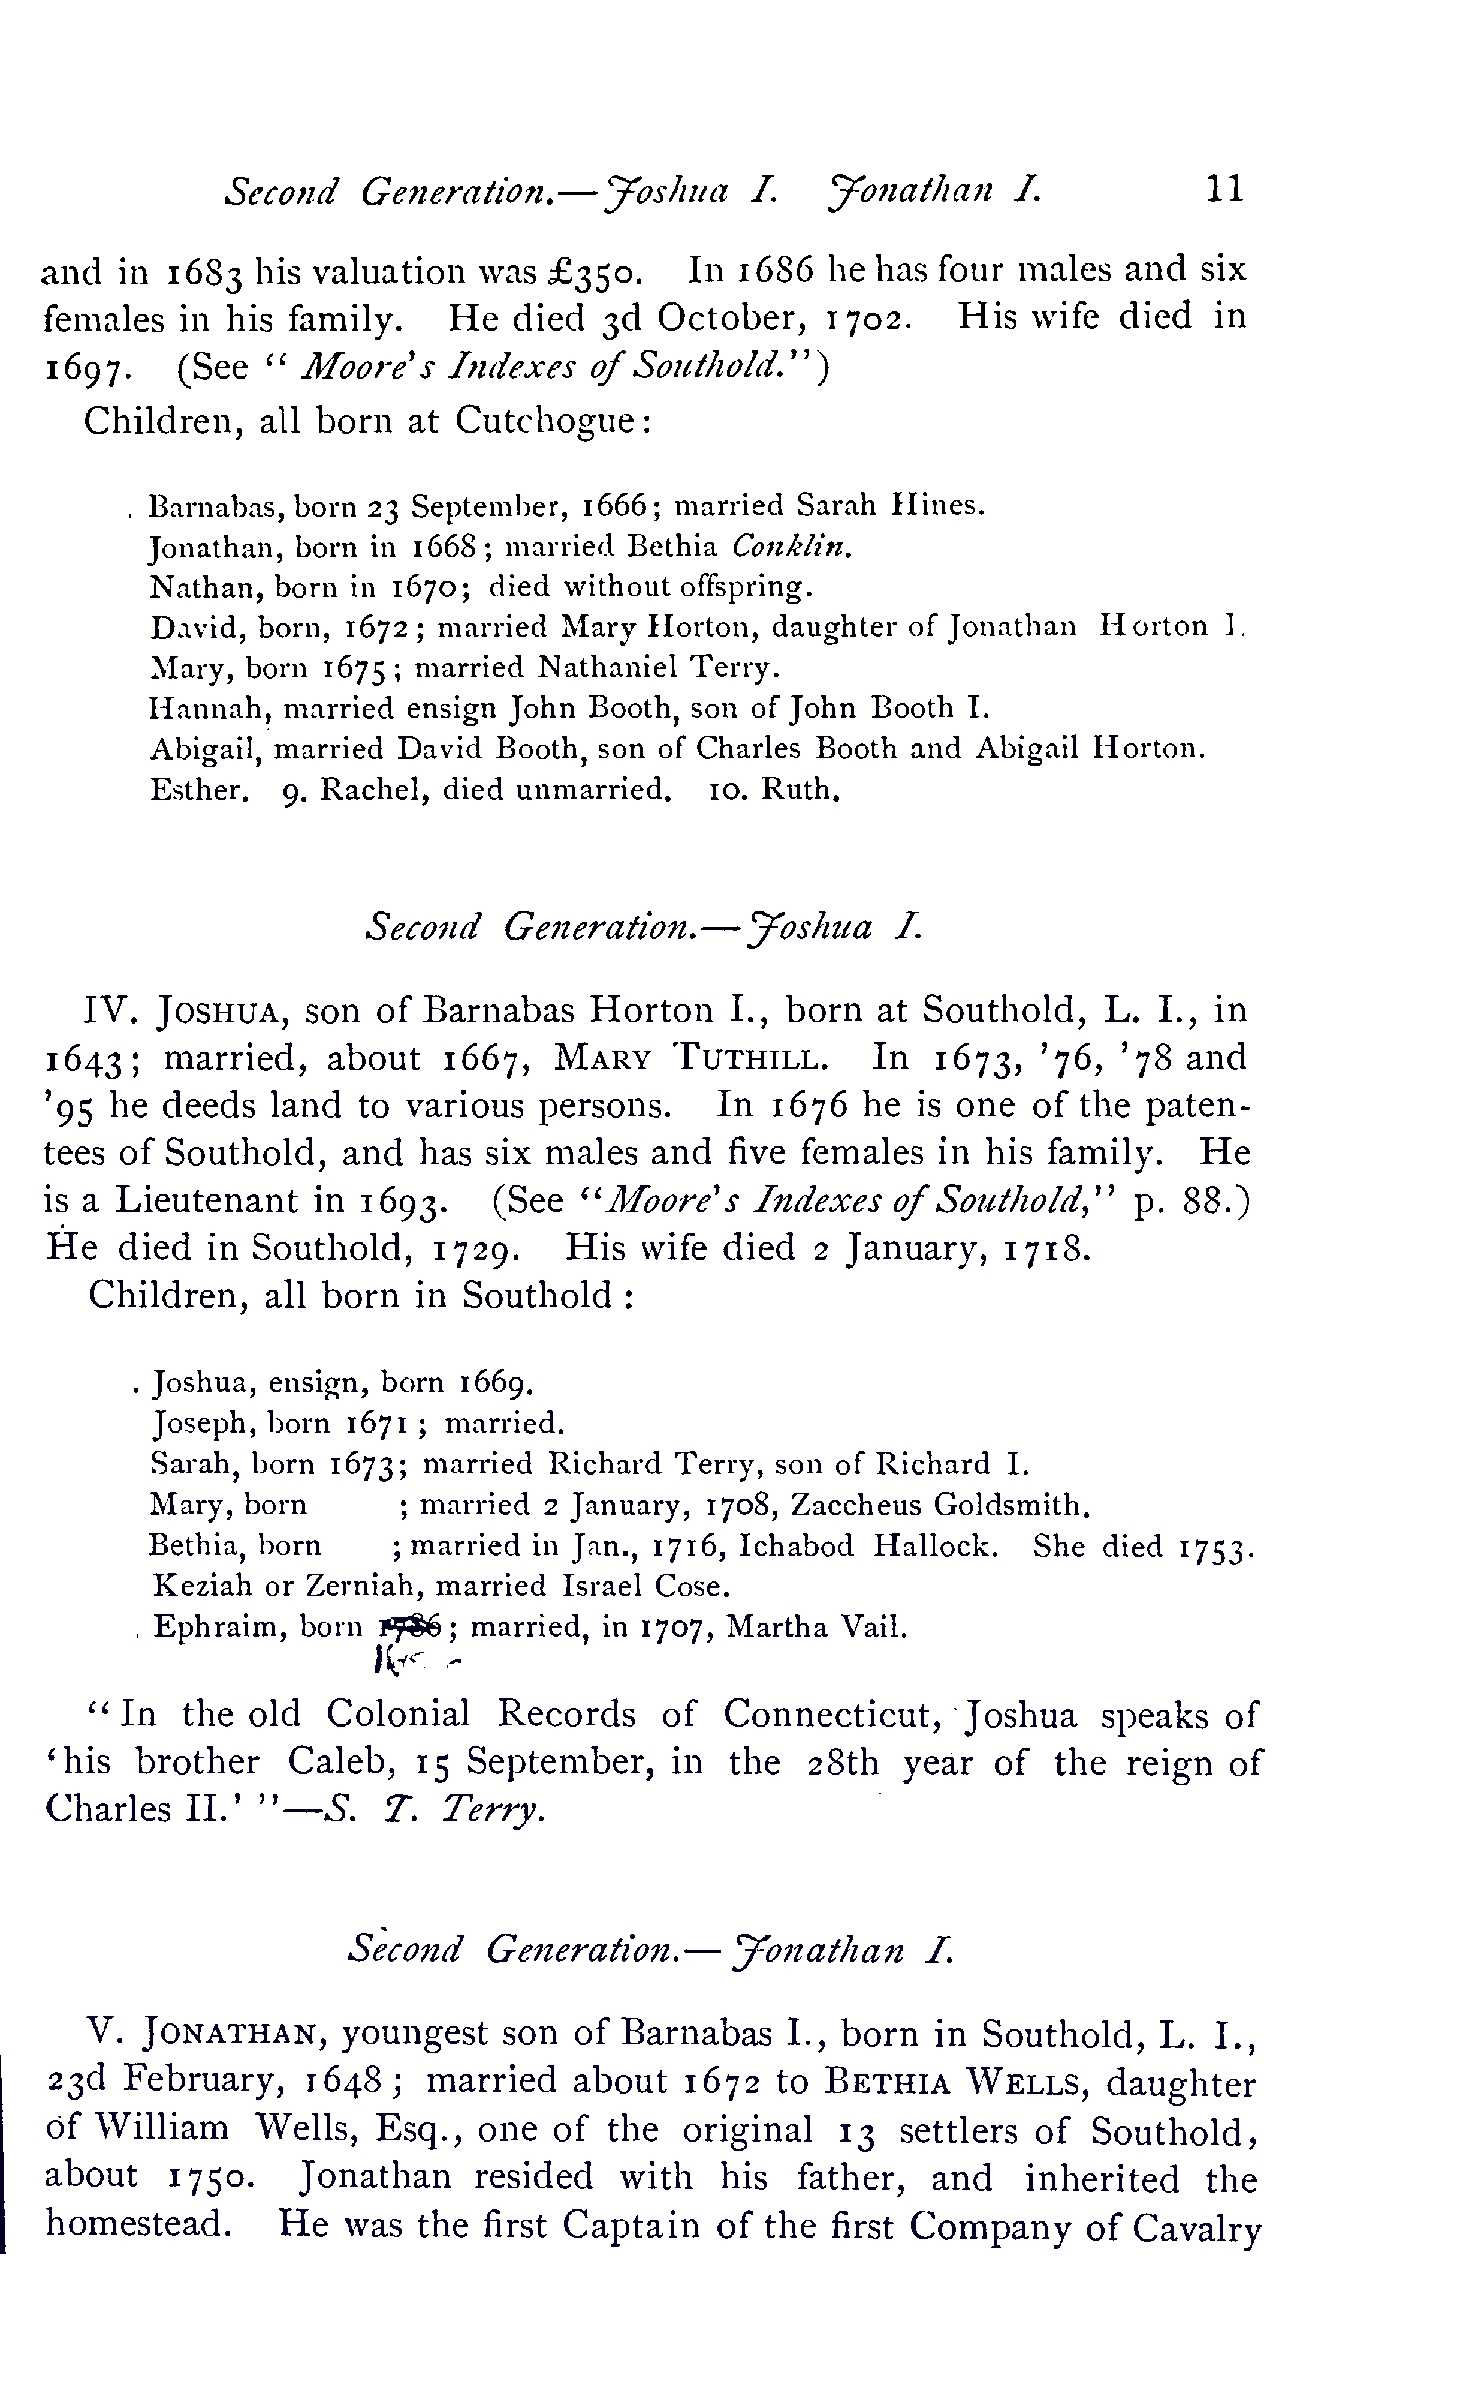 Second Generation.—Joshua I. Jonathan I. 11
and in 1683 his valuation was £350. In 1686 he has four males and six
females in his family. He died 3d October, 1702. His wife died in
1697. (See “ Moore's Indexes of Southold.”)
Children, all born at Cutchogue:
. Barnabas, born 23 September, 1666; married Sarah Hines.
Jonathan, born in 1668; married Bethia Conklin.
Nathan, born in 1670; died without offspring.
David, born, 1672; married Mary Horton, daughter of Jonathan Horton I.
Mary, born 1675; married Nathaniel Terry.
Hannah, married ensign John Booth, son of John Booth I.
Abigail, married David Booth, son of Charles Booth and Abigail Horton.
Esther. 9. Rachel, died unmarried. 10. Ruth.
Second Generation.—Joshua I.
IV. JOSHUA, son of Barnabas Horton I., born at Southold, L. I., in
1643; married, about 1667, MARY TUTHILL. In 1673, '76, '78 and
'95 he deeds land to various persons. In 1676 he is one of the paten-
tees of Southold, and has six males and five females in his family. He
is a Lieutenant in 1693. (See “Moore's Indexes of Southold,” p. 88.)
He died in Southold, 1729. His wife died 2 January, 1718.
Children, all born in Southold :
. Joshua, ensign, born 1669.
Joseph, born 1671 ; married.
Sarah, born 1673; married Richard Terry, son of Richard I.
Mary, born ; married 2 January, 1708, Zaccheus Goldsmith.
Bethia, born ; married in Jan., 1716, Ichabod Hallock. She died 1753.
Keziah or Zerniah, married Israel Cose.
. Ephraim, born ; married, in 1707, Martha Vail.
“ In the old Colonial Records of Connecticut, Joshua speaks of
‘his brother Caleb, 15 September, in the 28th year of the reign of
Charles II.’ ”—S. T. Terry.
Second Generation.— Jonathan I.
V. JONATHAN, youngest son of Barnabas I., born in Southold, L. I.,
23d February, 1648 ; married about 1672 to BETHIA WELLS, daughter
of William Wells, Esq., one of the original 13 settlers of Southold,
about 1750. Jonathan resided with his father, and inherited the
homestead. He was the first Captain of the first Company of Cavalry